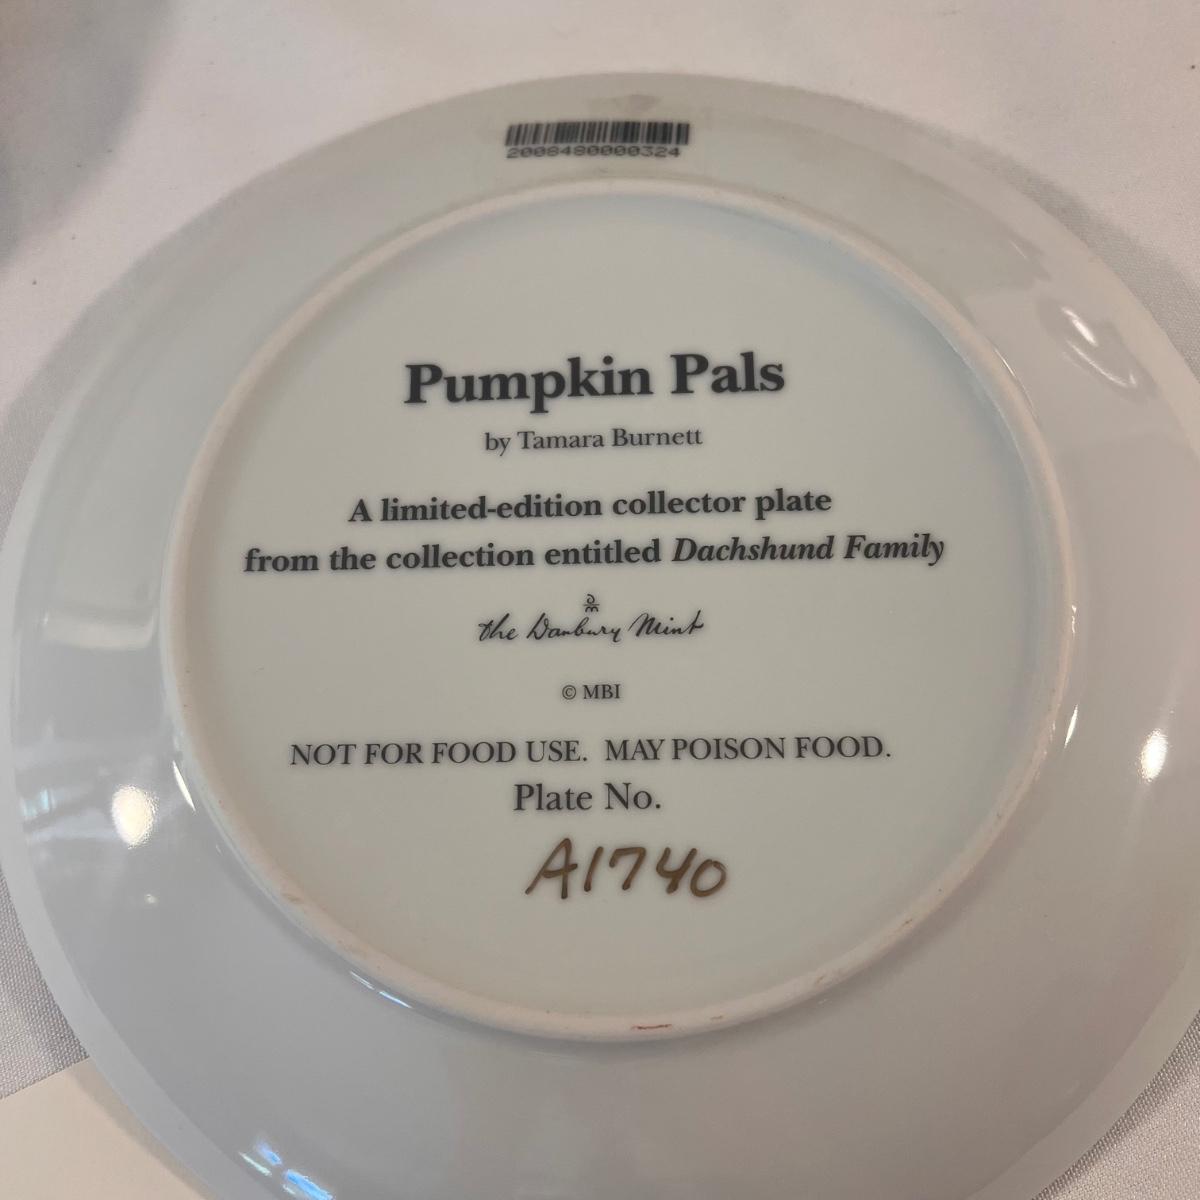 2008480000324
Pumpkin Pals
by Tamara Burnett
A limited-edition collector plate
from the collection entitled Dachshund Family
The Danbury Mint
© MBI
NOT FOR FOOD USE. MAY POISON FOOD.
Plate No.
A1740